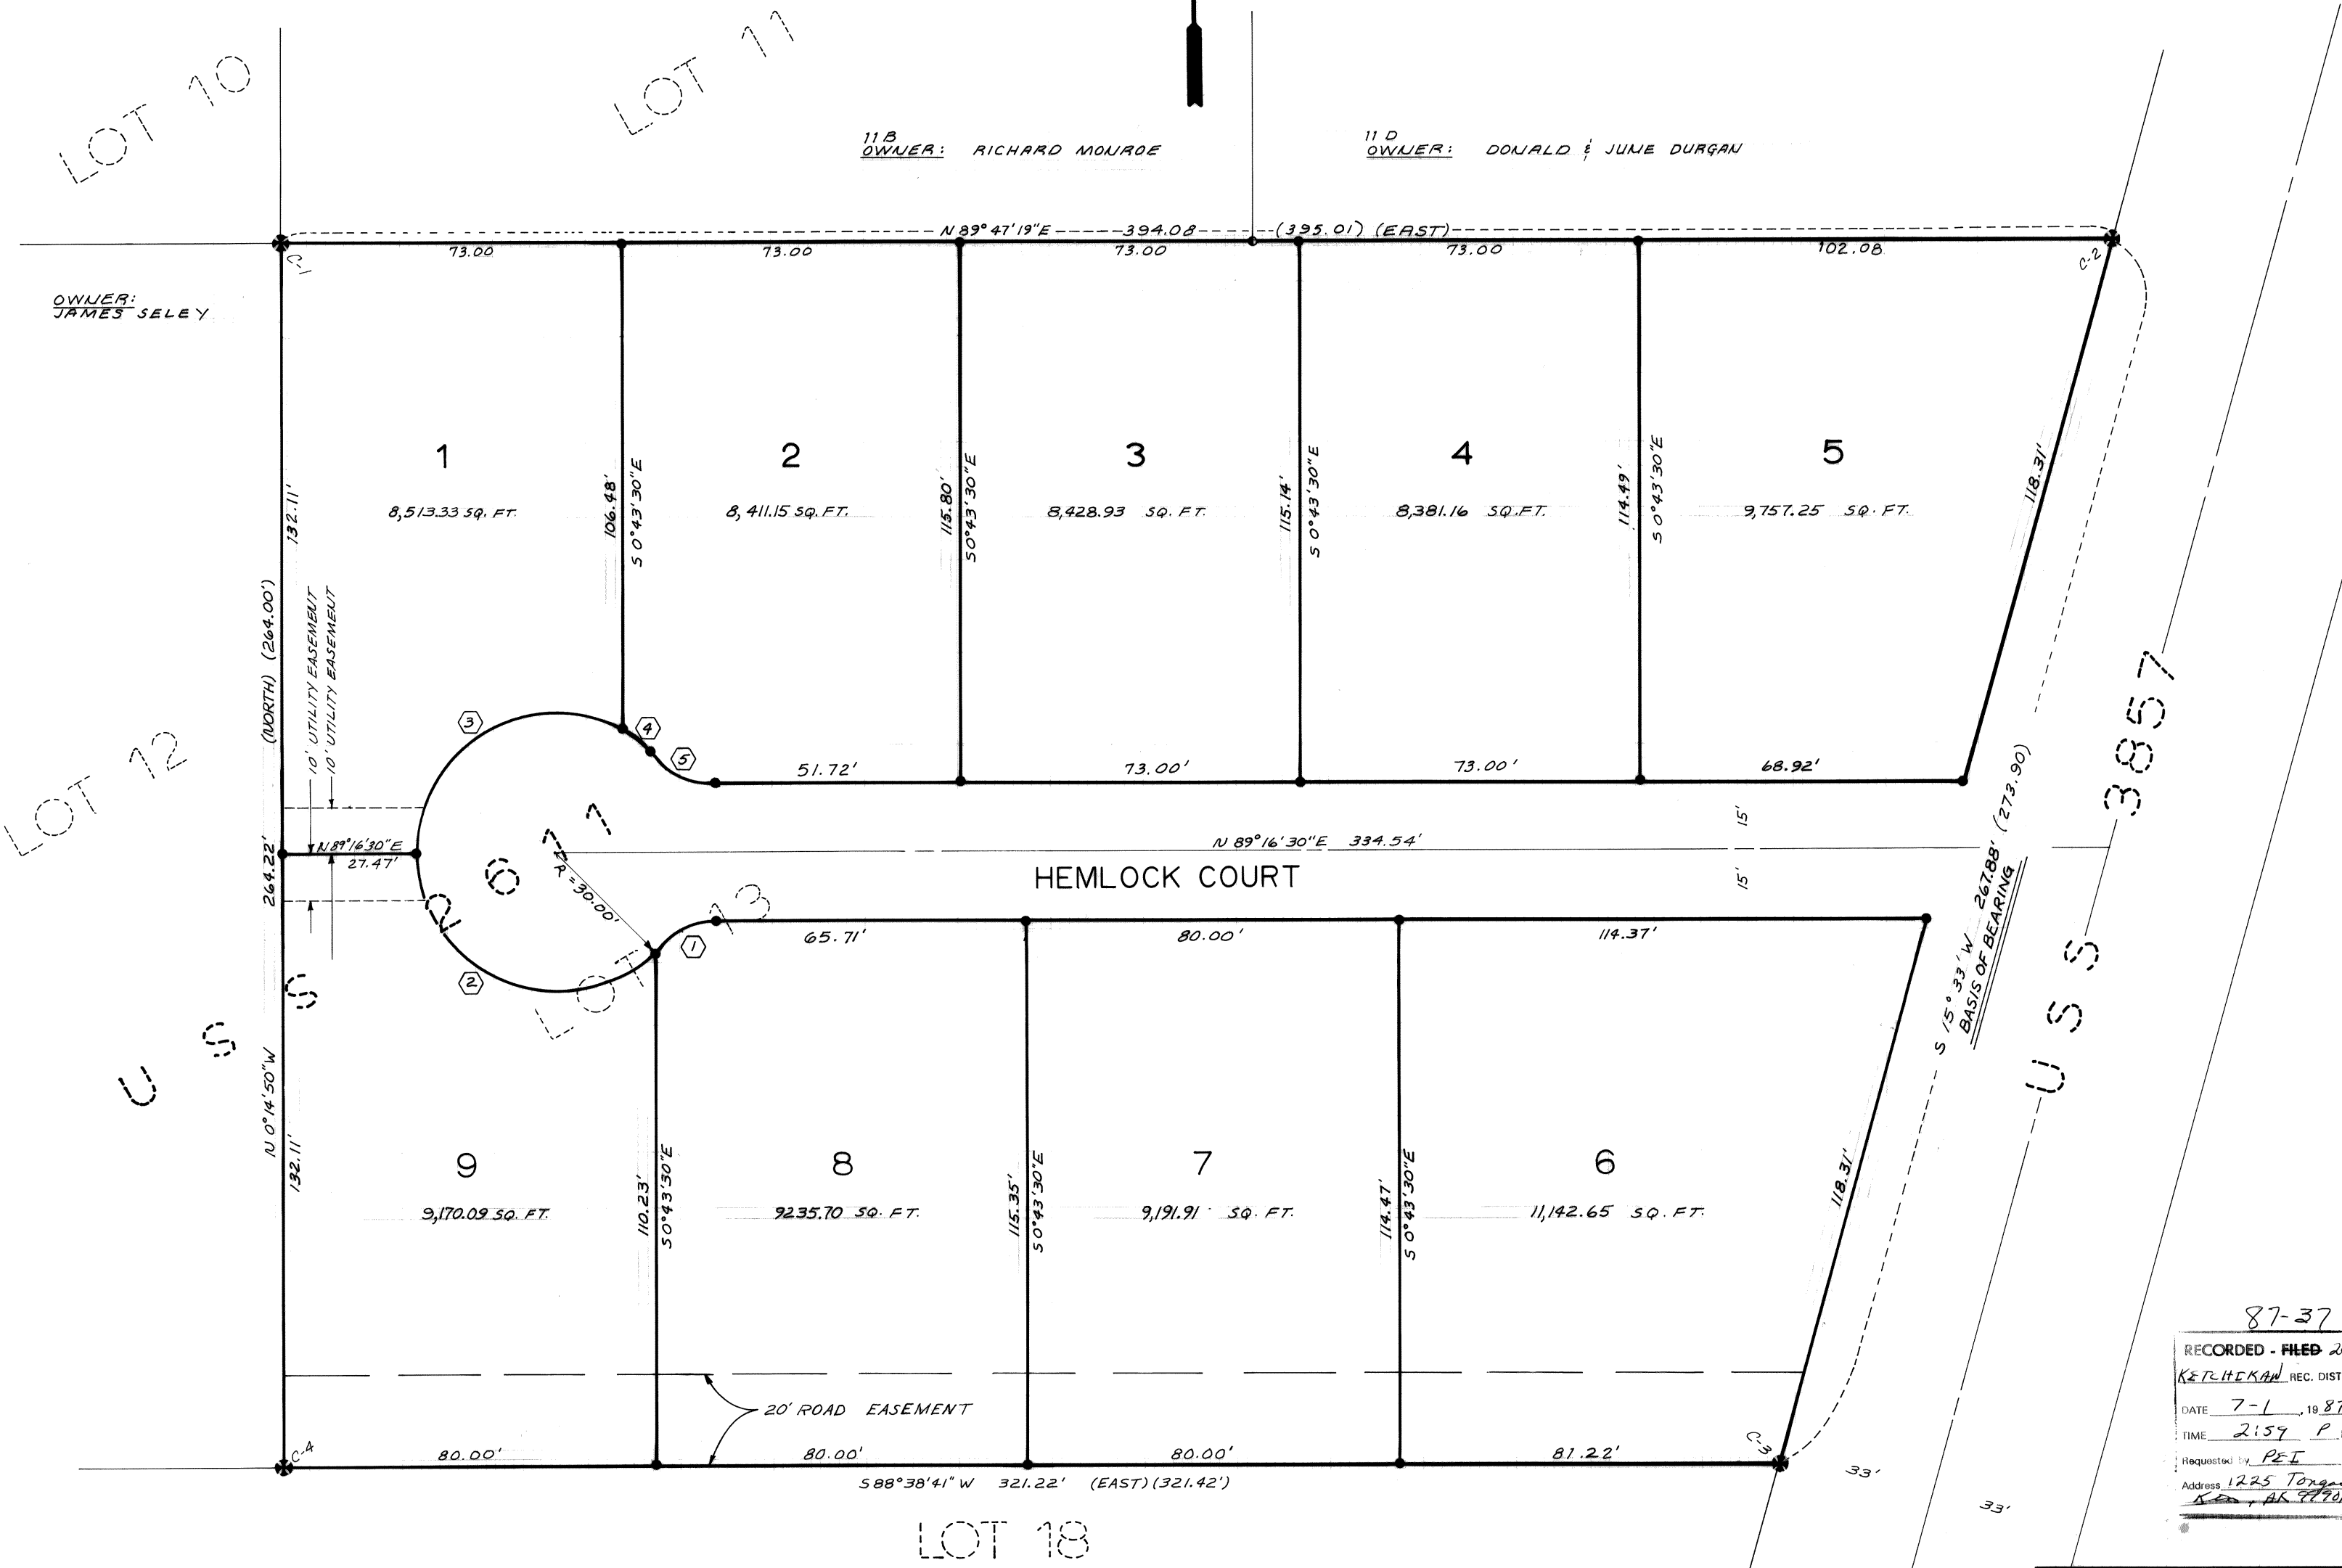 LOT 10
LOT 11
11B
OWNER: RICHARD MONROE
11 D
OWNER: DONALD & JUNE DURGAN
N 89°47'19"E 394.08 (395.01) (EAST)
73.00
73.00
73.00
73.00
102.08
C-1
C-2
OWNER:
JAMES SELEY
1
8,513.33 SQ. FT.
2
8,411.15 SQ. FT.
3
8,428.93 SQ. FT.
4
8,381.16 SQ. FT.
5
9,757.25 SQ. FT.
132.11'
106.48'
S 0°43'30"E
115.80'
S 0°43'30"E
115.14'
S 0°43'30"E
114.49'
S 0°43'30"E
118.31'
(NORTH) (264.00')
10' UTILITY EASEMENT
10' UTILITY EASEMENT
3
4
5
51.72'
73.00'
73.00'
68.92'
LOT 12
264.22'
N 89°16'30"E
27.47'
R = 30.00'
N 89°16'30"E 334.54'
HEMLOCK COURT
15'
15'
S 15°33' W 267.88' (273.90)
BASIS OF BEARING
USS 3857
USS 2611
LOT 13
1
2
65.71'
80.00'
114.37'
N 0°14'50"W
132.11'
9
9,170.09 SQ. FT.
110.23'
S 0°43'30"E
8
9235.70 SQ. FT.
115.35'
S 0°43'30"E
7
9,191.91 SQ. FT.
114.47'
S 0°43'30"E
6
11,142.65 SQ. FT.
118.31'
20' ROAD EASEMENT
C-4
C-3
80.00'
80.00'
80.00'
81.22'
S 88°38'41" W 321.22' (EAST) (321.42')
33'
33'
LOT 18
87-37
RECORDED - FILED
KETCHIKAN REC. DIST
DATE 7-1, 1987
TIME 2:59 P
Requested by PEI
Address 1225